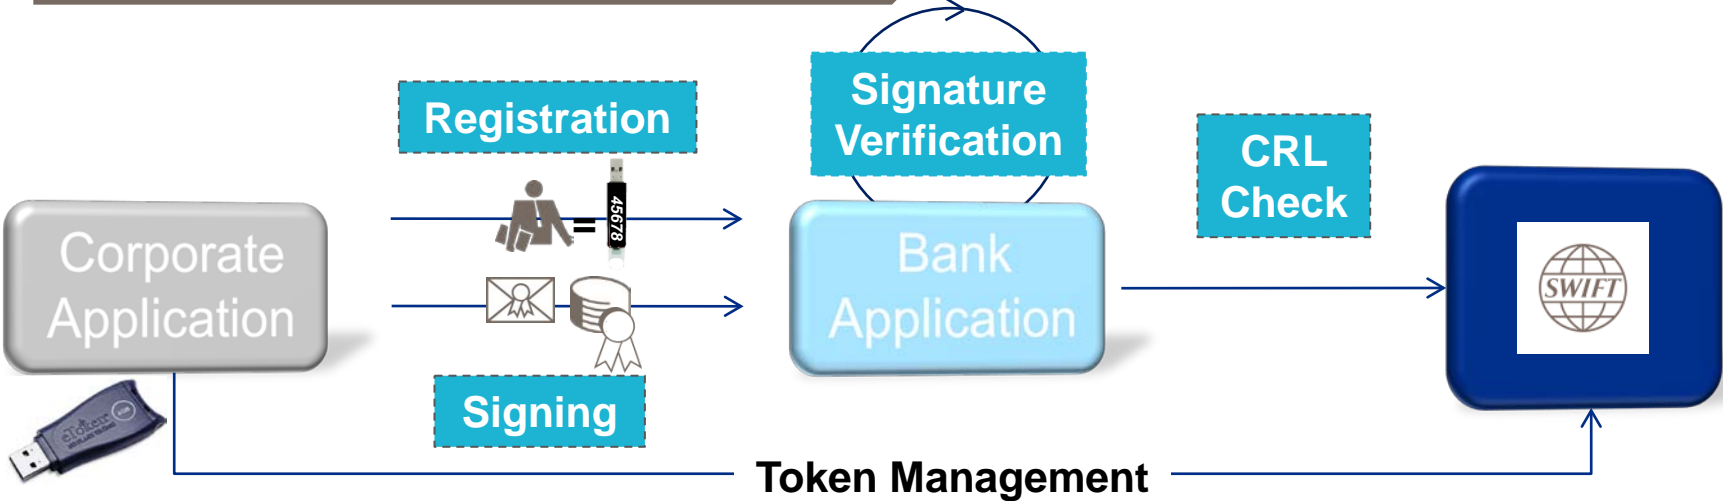 Signature
Verification
Registration
CRL
Check
45678
Corporate
Application
Bank
Application
SWIFT
Signing
eToken
Token Management